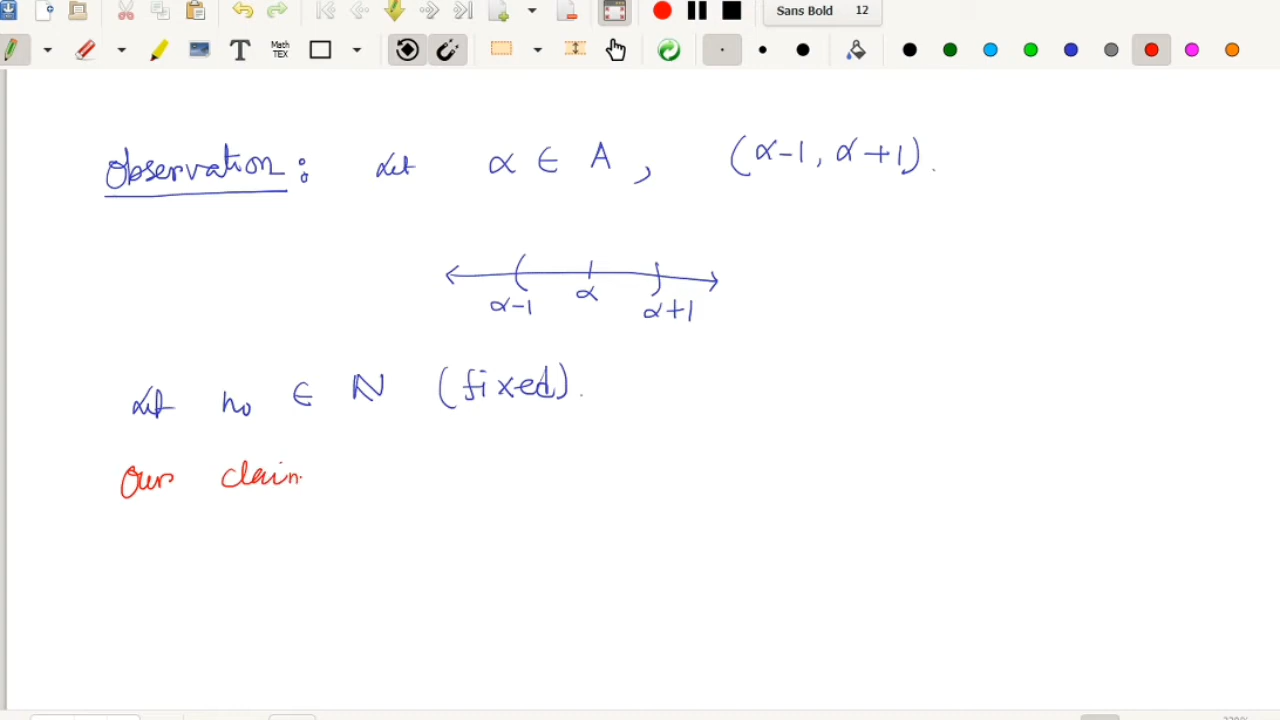 Sans Bold 12
Math TEX
Observation : Let α ∈ A , (α-1, α+1).
α-1 α α+1
Let n₀ ∈ ℕ (fixed).
Our claim